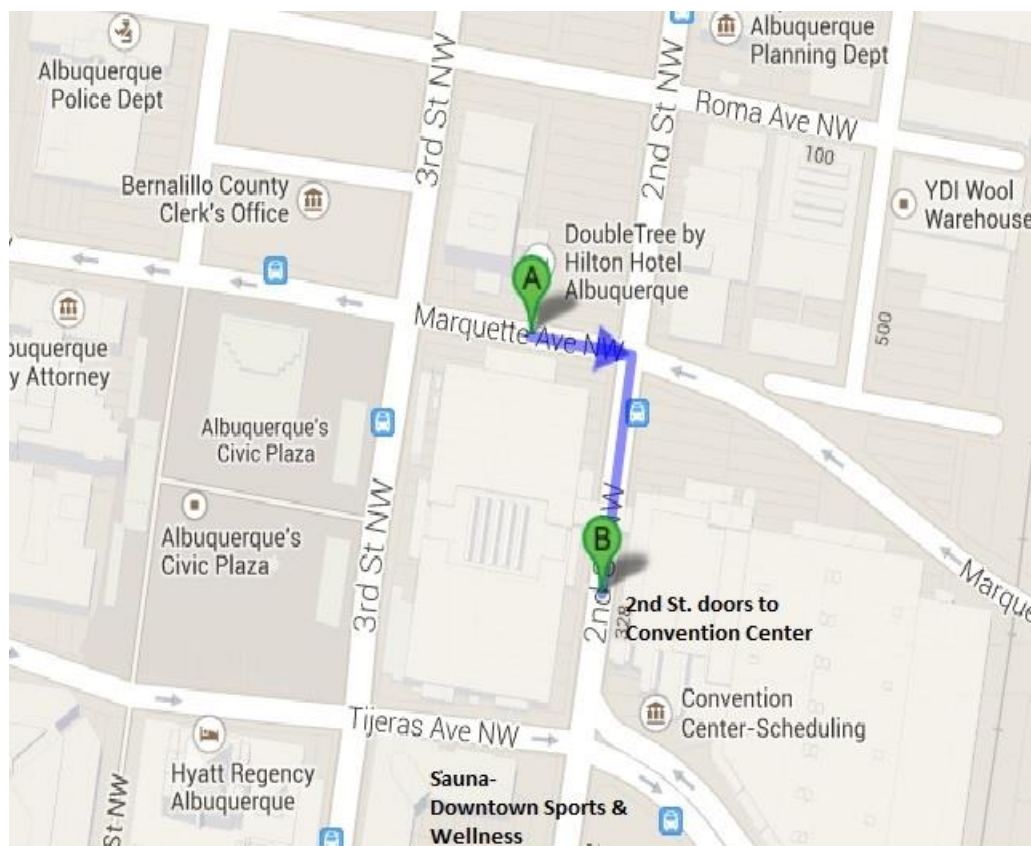 Albuquerque
Police Dept
3rd St NW
2nd St NW
Albuquerque
Planning Dept
Roma Ave NW
100
Bernalillo County
Clerk's Office
YDI Wool
Warehouse
DoubleTree by
Hilton Hotel
Albuquerque
A
Marquette Ave NW
500
buquerque
y Attorney
Albuquerque's
Civic Plaza
Albuquerque's
Civic Plaza
3rd St NW
W
B
2nd
328
2nd St. doors to
Convention Center
Marque
Convention
Center-Scheduling
Tijeras Ave NW
Hyatt Regency
Albuquerque
St NW
Sauna-
Downtown Sports &
Wellness